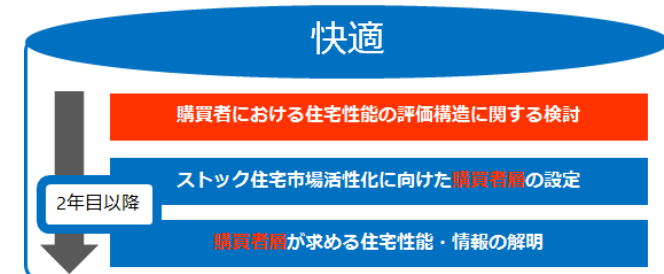 快適
購買者における住宅性能の評価構造に関する検討
ストック住宅市場活性化に向けた購買者層の設定
2年目以降
購買者層が求める住宅性能・情報の解明